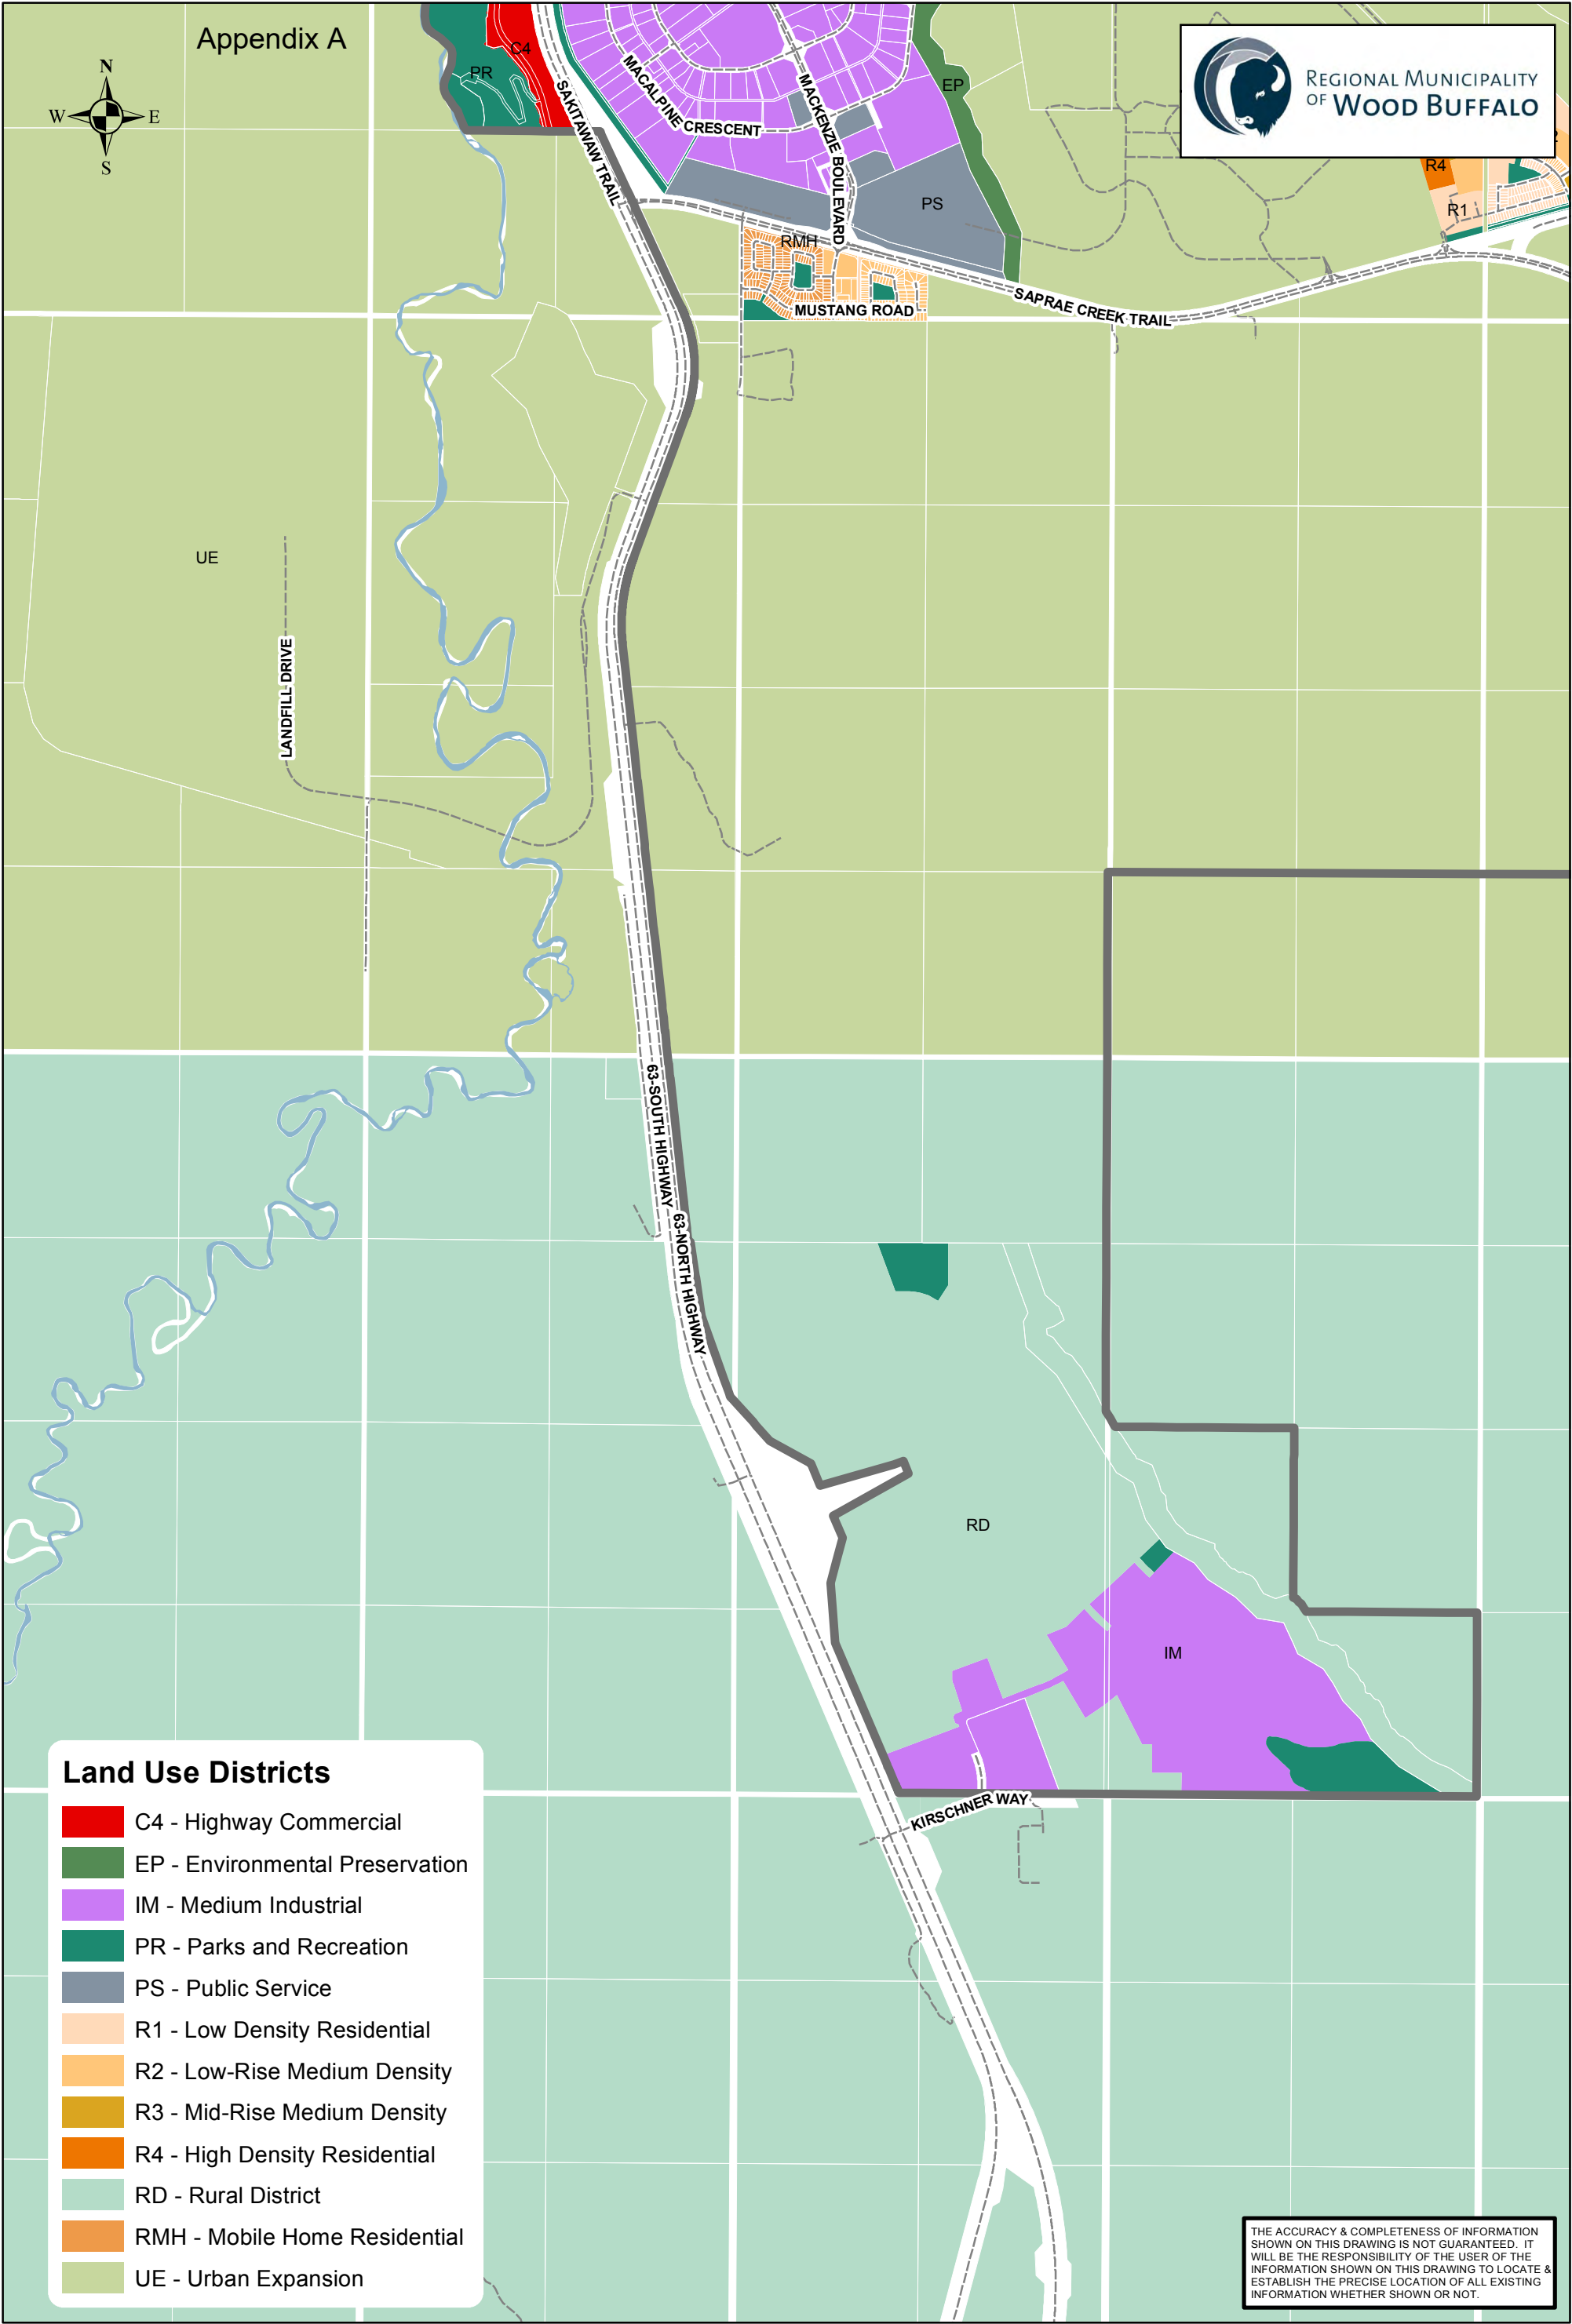 Appendix A
N
W
E
S
REGIONAL MUNICIPALITY
OF WOOD BUFFALO
C4
PR
SAKITAWAW TRAIL
MACALPINE CRESCENT
MACKENZIE BOULEVARD
EP
PS
R4
R1
RMH
MUSTANG ROAD
SAPRAE CREEK TRAIL
UE
LANDFILL DRIVE
63-SOUTH HIGHWAY
63-NORTH HIGHWAY
RD
IM
KIRSCHNER WAY
Land Use Districts
C4 - Highway Commercial
EP - Environmental Preservation
IM - Medium Industrial
PR - Parks and Recreation
PS - Public Service
R1 - Low Density Residential
R2 - Low-Rise Medium Density
R3 - Mid-Rise Medium Density
R4 - High Density Residential
RD - Rural District
RMH - Mobile Home Residential
UE - Urban Expansion
THE ACCURACY & COMPLETENESS OF INFORMATION
SHOWN ON THIS DRAWING IS NOT GUARANTEED. IT
WILL BE THE RESPONSIBILITY OF THE USER OF THE
INFORMATION SHOWN ON THIS DRAWING TO LOCATE &
ESTABLISH THE PRECISE LOCATION OF ALL EXISTING
INFORMATION WHETHER SHOWN OR NOT.